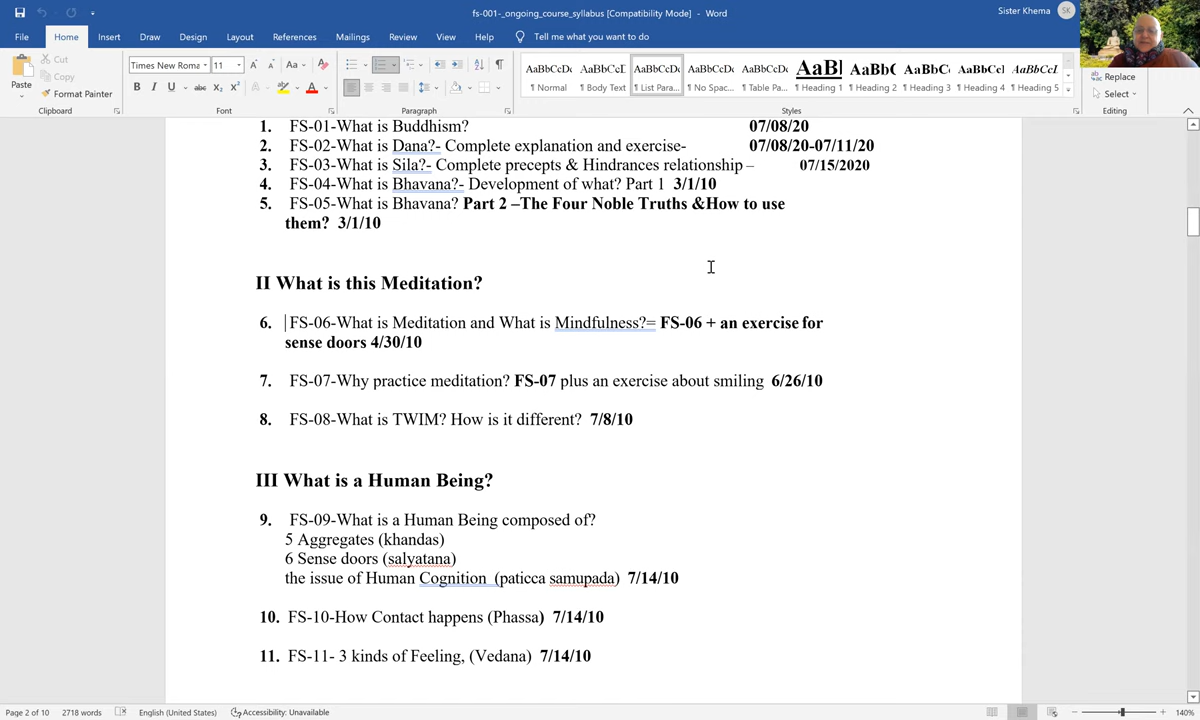 fs-001-_ongoing_course_syllabus [Compatibility Mode] - Word
Sister Khema SK
File Home Insert Draw Design Layout References Mailings Review View Help Tell me what you want to do
Paste
Cut
Copy
Format Painter
Clipboard
Times New Roma 11
Font
Paragraph
AaBbCcDc AaBbCcDc AaBbCcDc AaBbCcDc AaBbCcDc AaBl AaBbC AaBbC AaBbCcl AaBbCcL
¶ Normal ¶ Body Text ¶ List Para... ¶ No Spac... ¶ Table Pa... ¶ Heading 1 ¶ Heading 2 ¶ Heading 3 ¶ Heading 4 ¶ Heading 5
Styles
Replace
Select
Editing
1. FS-01-What is Buddhism? 07/08/20
2. FS-02-What is Dana?- Complete explanation and exercise- 07/08/20-07/11/20
3. FS-03-What is Sila?- Complete precepts & Hindrances relationship – 07/15/2020
4. FS-04-What is Bhavana?- Development of what? Part 1 3/1/10
5. FS-05-What is Bhavana? Part 2 –The Four Noble Truths &How to use
them? 3/1/10
II What is this Meditation?
6. FS-06-What is Meditation and What is Mindfulness?= FS-06 + an exercise for
sense doors 4/30/10
7. FS-07-Why practice meditation? FS-07 plus an exercise about smiling 6/26/10
8. FS-08-What is TWIM? How is it different? 7/8/10
III What is a Human Being?
9. FS-09-What is a Human Being composed of?
5 Aggregates (khandas)
6 Sense doors (salyatana)
the issue of Human Cognition (paticca samupada) 7/14/10
10. FS-10-How Contact happens (Phassa) 7/14/10
11. FS-11- 3 kinds of Feeling, (Vedana) 7/14/10
Page 2 of 10 2718 words English (United States) Accessibility: Unavailable 140%